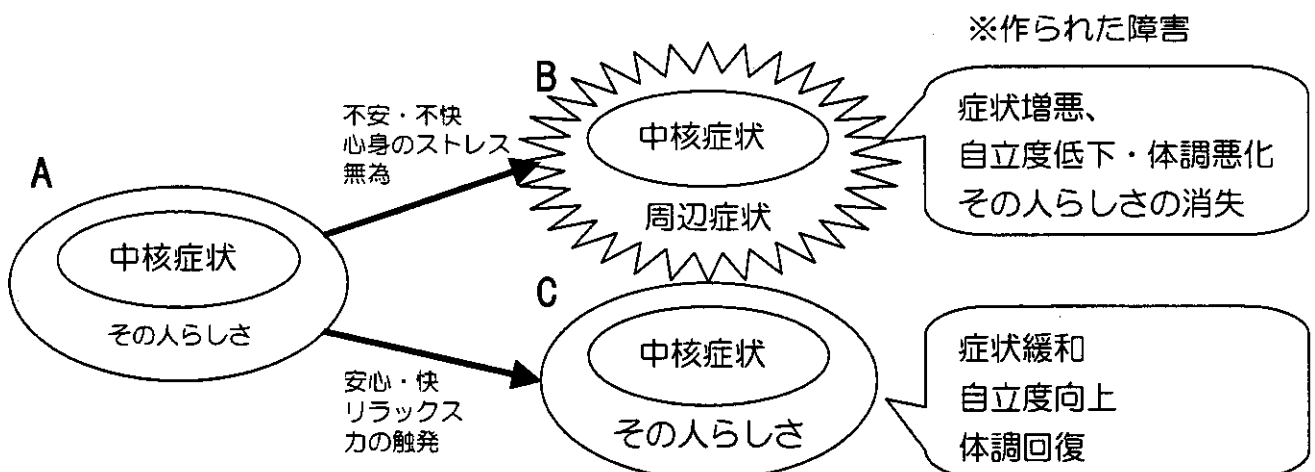 ※作られた障害
A
中核症状
その人らしさ
不安・不快
心身のストレス
無為
B
中核症状
周辺症状
症状増悪、
自立度低下・体調悪化
その人らしさの消失
安心・快
リラックス
力の触発
C
中核症状
その人らしさ
症状緩和
自立度向上
体調回復